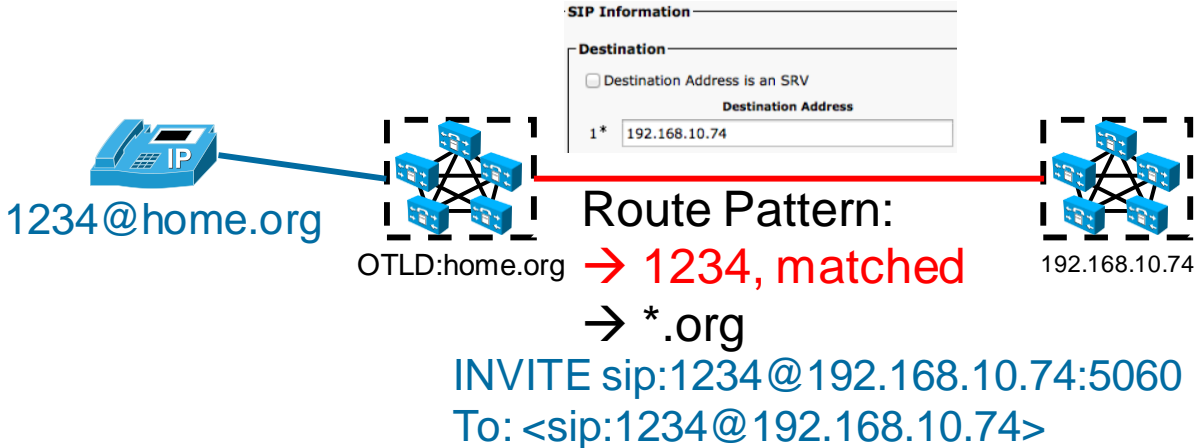 SIP Information
Destination
Destination Address is an SRV
Destination Address
1* 192.168.10.74
IP
1234@home.org
OTLD:home.org
Route Pattern:
→ 1234, matched
→ *.org
192.168.10.74
INVITE sip:1234@192.168.10.74:5060
To: <sip:1234@192.168.10.74>